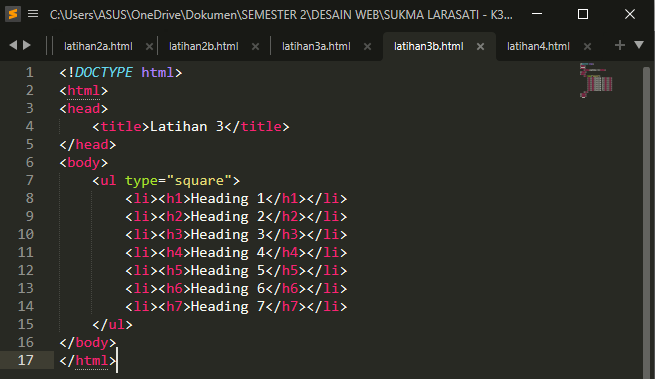 C:\Users\ASUS\OneDrive\Dokumen\SEMESTER 2\DESAIN WEB\SUKMA LARASATI - K3...
latihan2a.html latihan2b.html latihan3a.html latihan3b.html latihan4.html
1 <!DOCTYPE html>
2 <html>
3 <head>
4 <title>Latihan 3</title>
5 </head>
6 <body>
7 <ul type="square">
8 <li><h1>Heading 1</h1></li>
9 <li><h2>Heading 2</h2></li>
10 <li><h3>Heading 3</h3></li>
11 <li><h4>Heading 4</h4></li>
12 <li><h5>Heading 5</h5></li>
13 <li><h6>Heading 6</h6></li>
14 <li><h7>Heading 7</h7></li>
15 </ul>
16 </body>
17 </html>